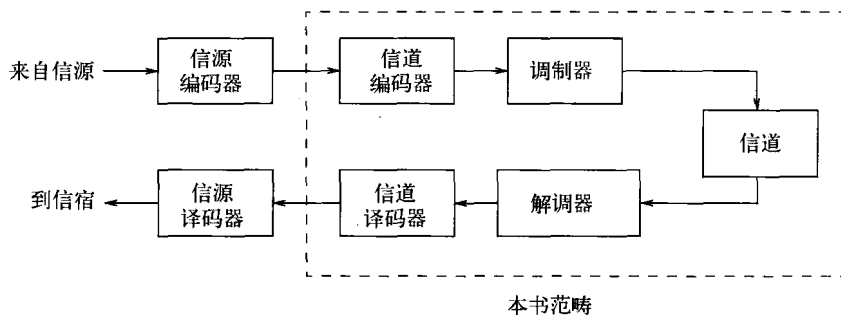 来自信源
信源
编码器
信道
编码器
调制器
信道
到信宿
信源
译码器
信道
译码器
解调器
本书范畴